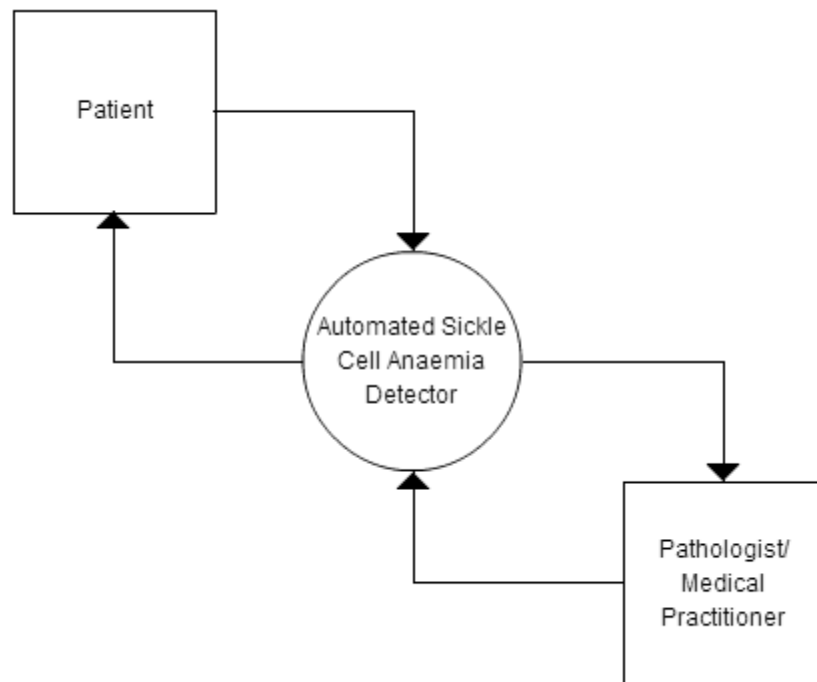 Patient
Automated Sickle
Cell Anaemia
Detector
Pathologist/
Medical
Practitioner